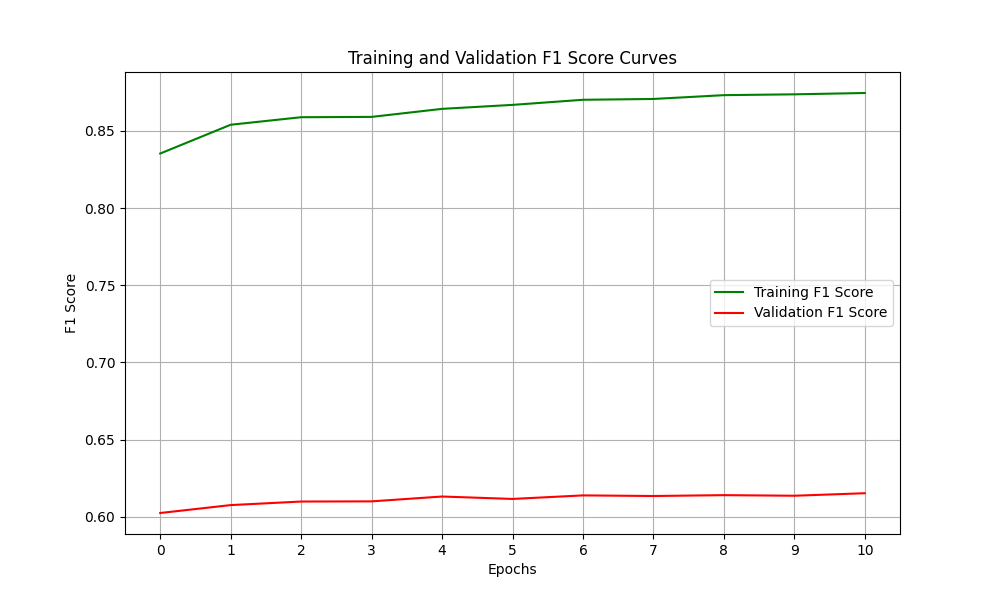 Training and Validation F1 Score Curves
0.85
0.80
0.75
0.70
0.65
0.60
F1 Score
Training F1 Score
Validation F1 Score
0 1 2 3 4 5 6 7 8 9 10
Epochs